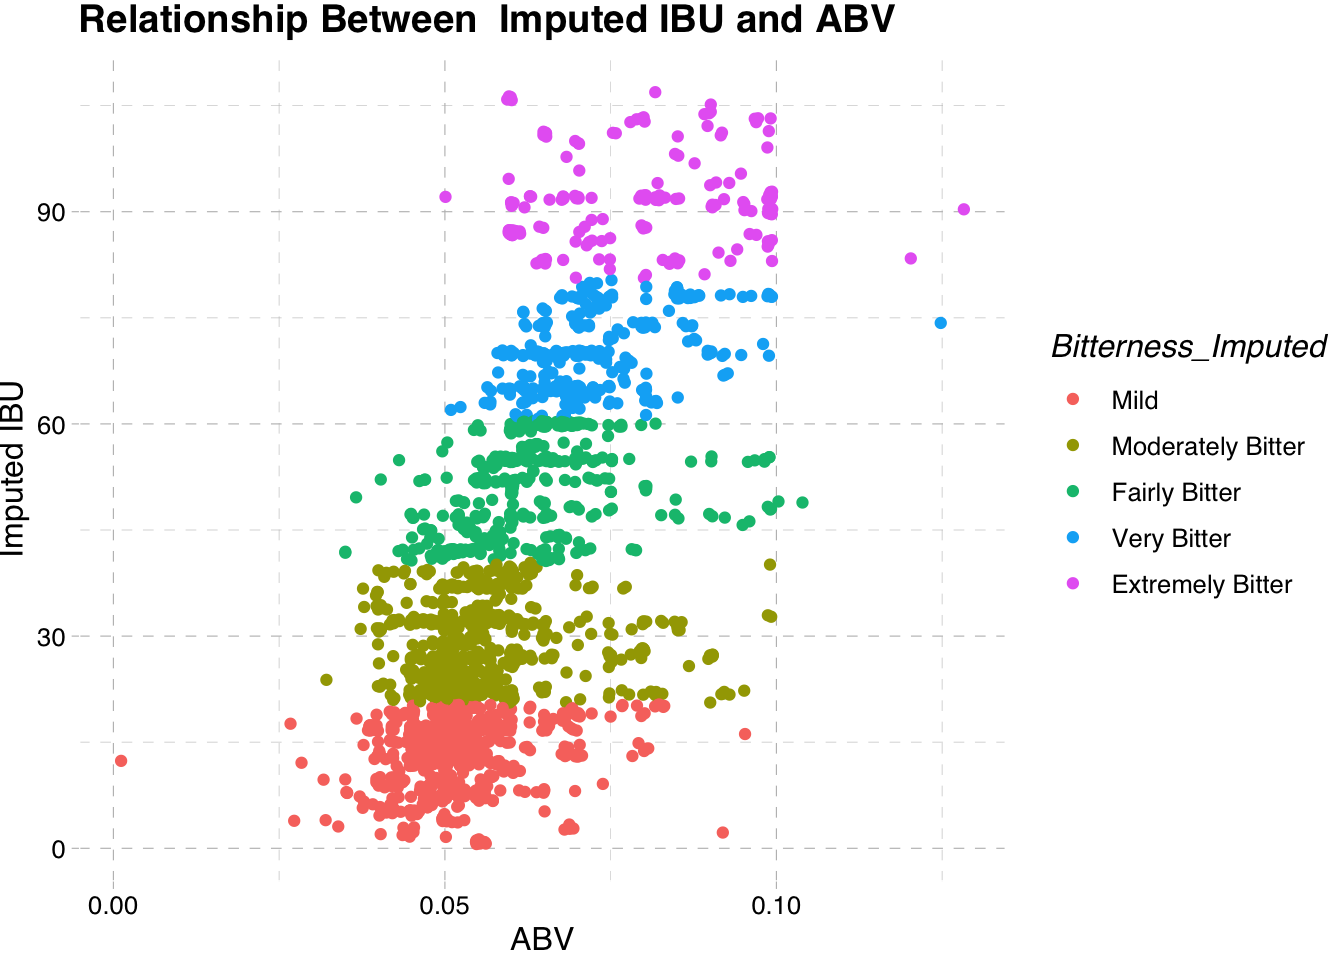 Relationship Between  Imputed IBU and ABV
Imputed IBU
90
60
30
0
0.00
0.05
0.10
ABV
Bitterness_Imputed
Mild
Moderately Bitter
Fairly Bitter
Very Bitter
Extremely Bitter